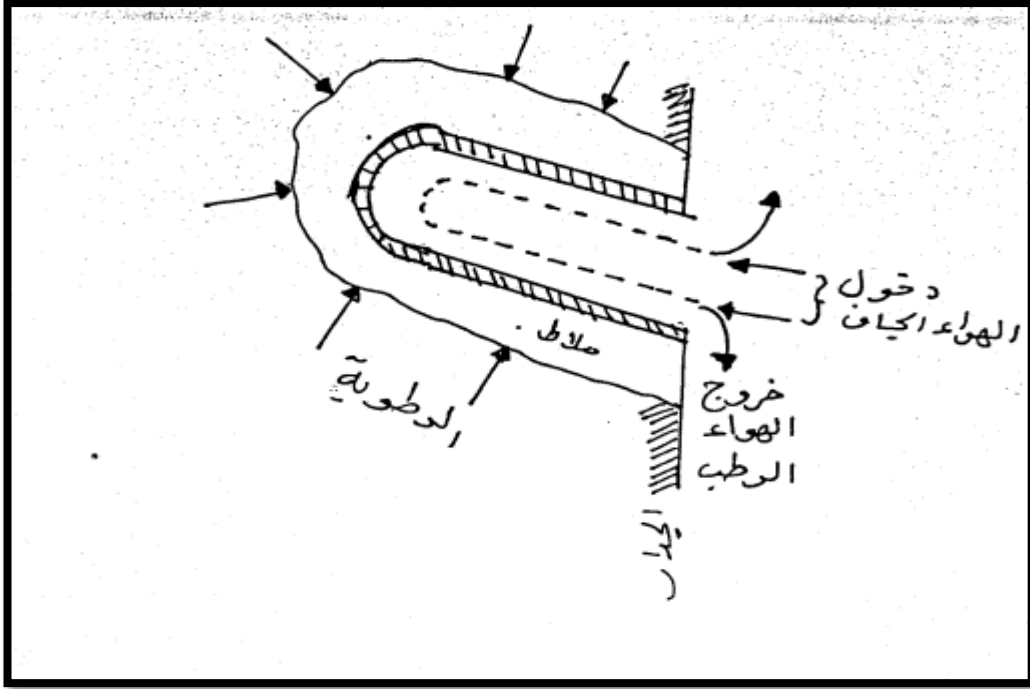 دخول
الهواء الجاف
ملاط
الرطوبة
خروج
الهواء
الرطب
الجدار